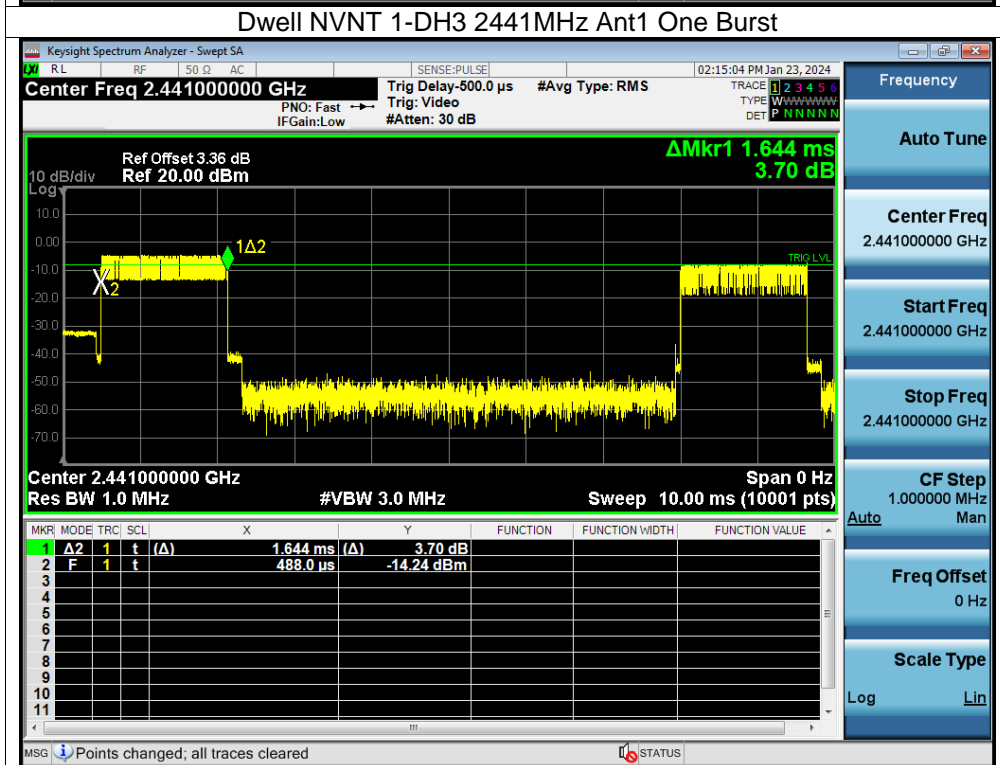 Dwell NVNT 1-DH3 2441MHz Ant1 One Burst
Keysight Spectrum Analyzer - Swept SA
LXI RL RF 50 Ω AC SENSE:PULSE 02:15:04 PM Jan 23, 2024
Center Freq 2.441000000 GHz Trig Delay-500.0 µs #Avg Type: RMS TRACE 1 2 3 4 5 6
PNO: Fast Trig: Video TYPE WWWWWW
IFGain:Low #Atten: 30 dB DET P N N N N N
Frequency
Auto Tune
Center Freq
2.441000000 GHz
Start Freq
2.441000000 GHz
Stop Freq
2.441000000 GHz
CF Step
1.000000 MHz
Auto Man
Freq Offset
0 Hz
Scale Type
Log Lin
ΔMkr1 1.644 ms
3.70 dB
Ref Offset 3.36 dB
10 dB/div Ref 20.00 dBm
Log
10.0
0.00
-10.0
-20.0
-30.0
-40.0
-50.0
-60.0
-70.0
1Δ2
2
TRIG LVL
Center 2.441000000 GHz Span 0 Hz
Res BW 1.0 MHz #VBW 3.0 MHz Sweep 10.00 ms (10001 pts)
MKR MODE TRC SCL X Y FUNCTION FUNCTION WIDTH FUNCTION VALUE
1 Δ2 1 t (Δ) 1.644 ms (Δ) 3.70 dB
2 F 1 t 488.0 µs -14.24 dBm
3
4
5
6
7
8
9
10
11
MSG Points changed; all traces cleared STATUS